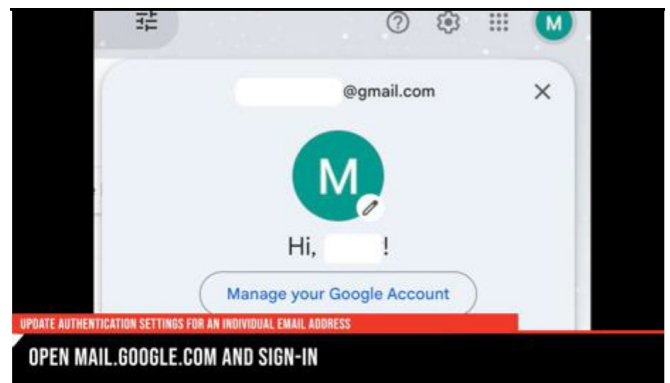 M
@gmail.com
M
Hi, !
Manage your Google Account
UPDATE AUTHENTICATION SETTINGS FOR AN INDIVIDUAL EMAIL ADDRESS
OPEN MAIL.GOOGLE.COM AND SIGN-IN